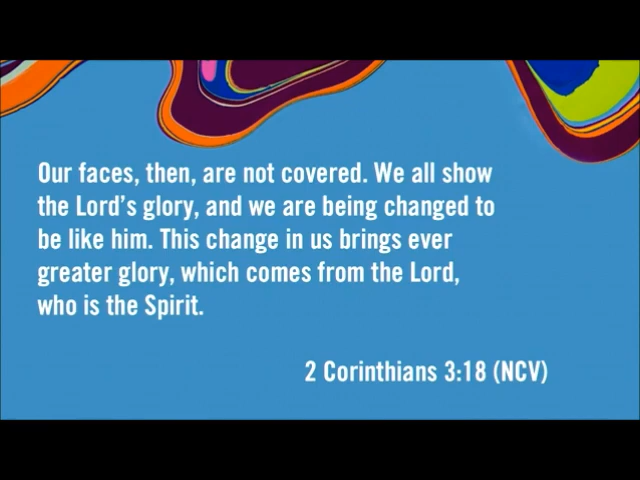 Our faces, then, are not covered. We all show
the Lord's glory, and we are being changed to
be like him. This change in us brings ever
greater glory, which comes from the Lord,
who is the Spirit.
2 Corinthians 3:18 (NCV)